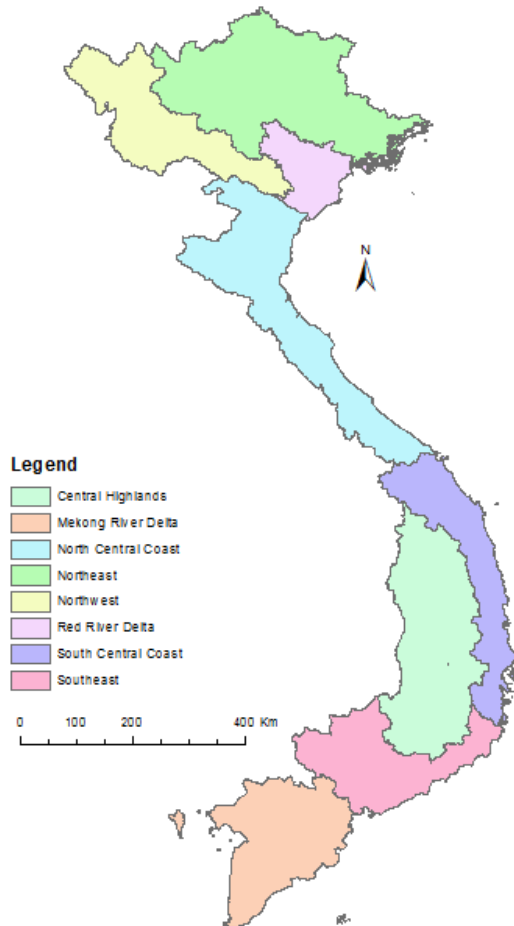 N
Legend
Central Highlands
Mekong River Delta
North Central Coast
Northeast
Northwest
Red River Delta
South Central Coast
Southeast
0 100 200 400 Km